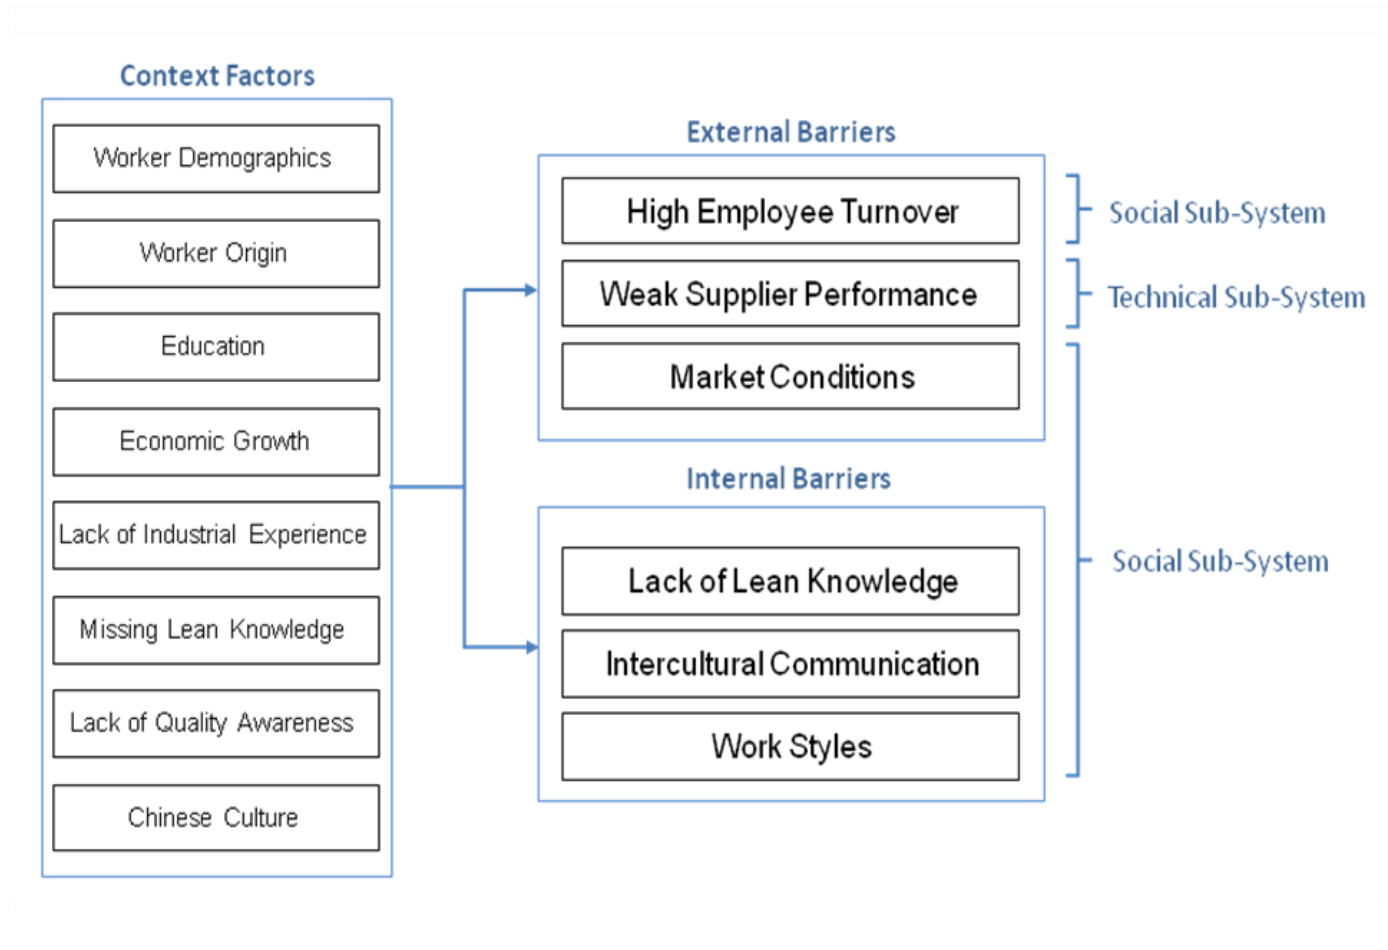 Context Factors
Worker Demographics
Worker Origin
Education
Economic Growth
Lack of Industrial Experience
Missing Lean Knowledge
Lack of Quality Awareness
Chinese Culture
External Barriers
High Employee Turnover
Weak Supplier Performance
Market Conditions
Internal Barriers
Lack of Lean Knowledge
Intercultural Communication
Work Styles
Social Sub-System
Technical Sub-System
Social Sub-System